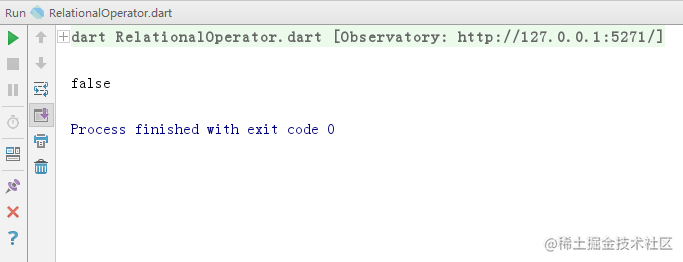 Run RelationalOperator.dart
dart RelationalOperator.dart [Observatory: http://127.0.0.1:5271/]
false
Process finished with exit code 0
@稀土掘金技术社区